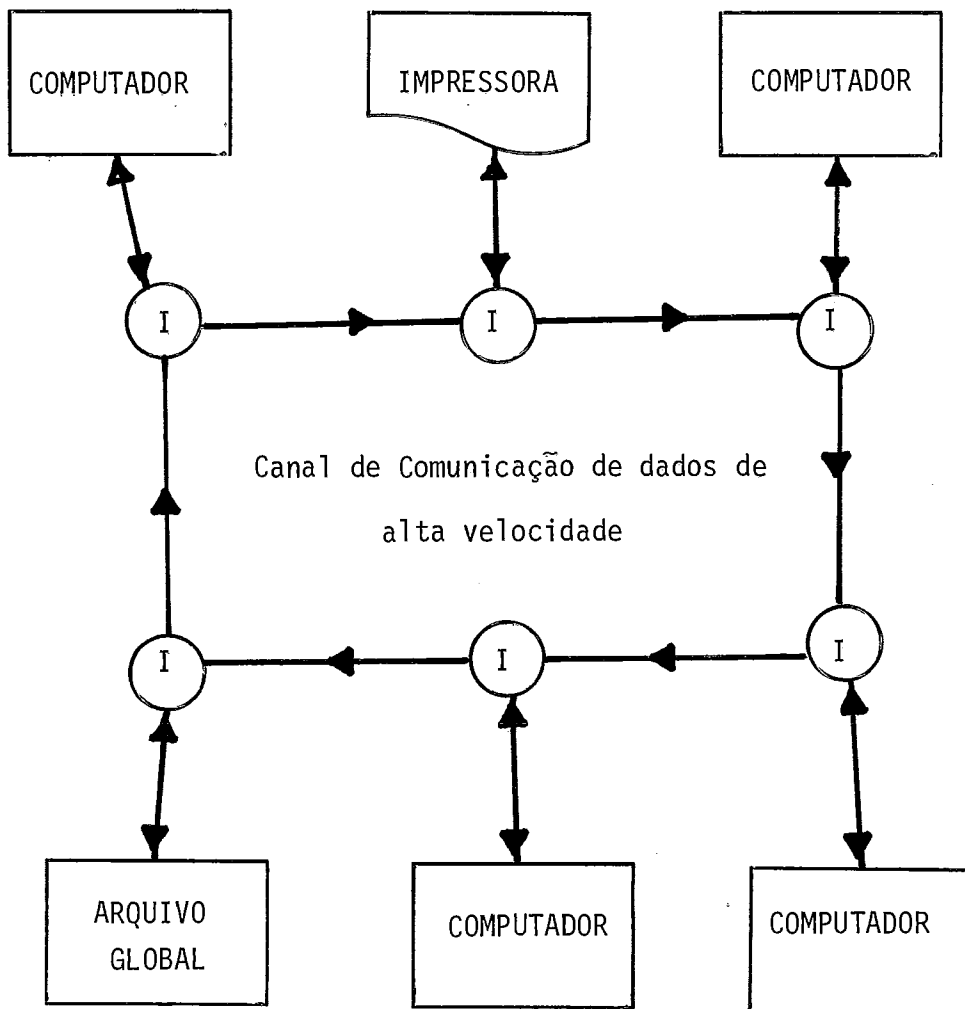 COMPUTADOR
IMPRESSORA
COMPUTADOR
I
I
I
Canal de Comunicação de dados de
alta velocidade
I
I
I
ARQUIVO
GLOBAL
COMPUTADOR
COMPUTADOR